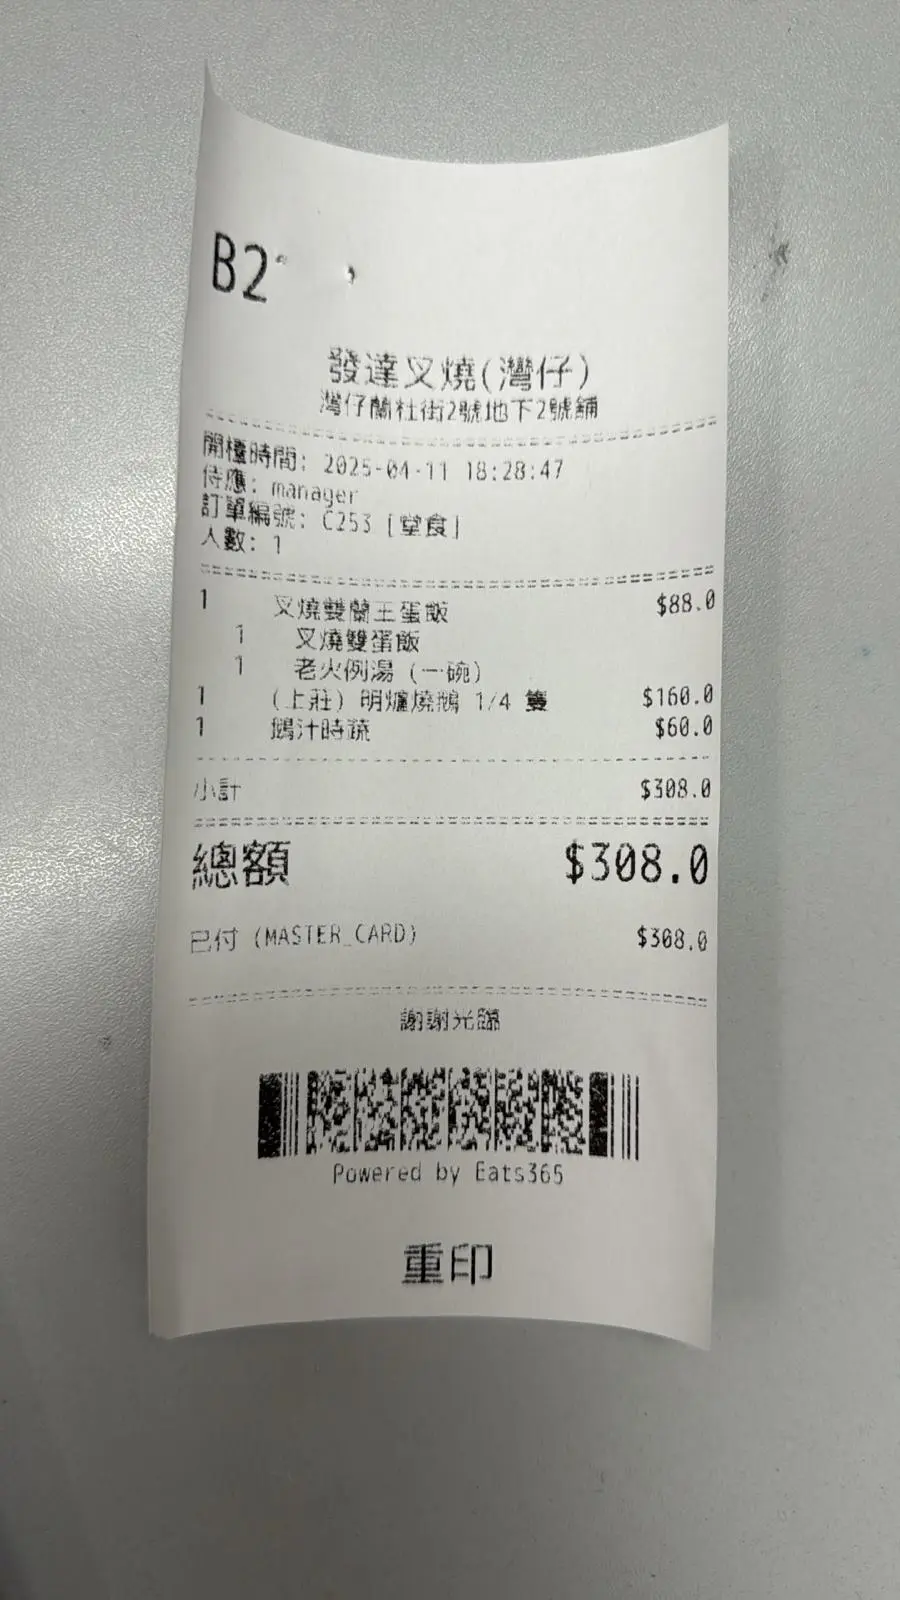 B2
發達叉燒(灣仔)
灣仔蘭杜街2號地下2號舖
開檯時間: 2025-04-11 18:28:47
侍應: manager
訂單編號: C253 [堂食]
人數: 1
1 叉燒雙蘭王蛋飯 $88.0
1 叉燒雙蛋飯
1 老火例湯 (一碗)
1 (上莊) 明爐燒鵝 1/4 隻 $160.0
1 鵝汁時蔬 $60.0
小計 $308.0
總額 $308.0
已付 (MASTER_CARD) $308.0
謝謝光臨
Powered by Eats365
重印